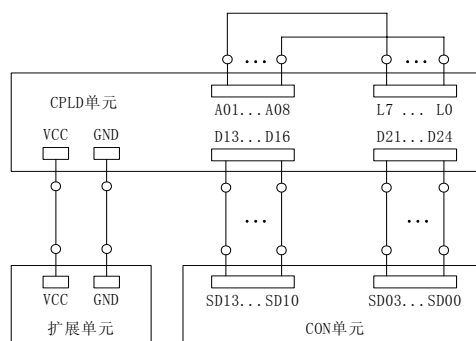 CPLD单元
A01...A08 L7 ... L0
VCC GND D13...D16 D21...D24
VCC GND SD13...SD10 SD03...SD00
扩展单元 CON单元